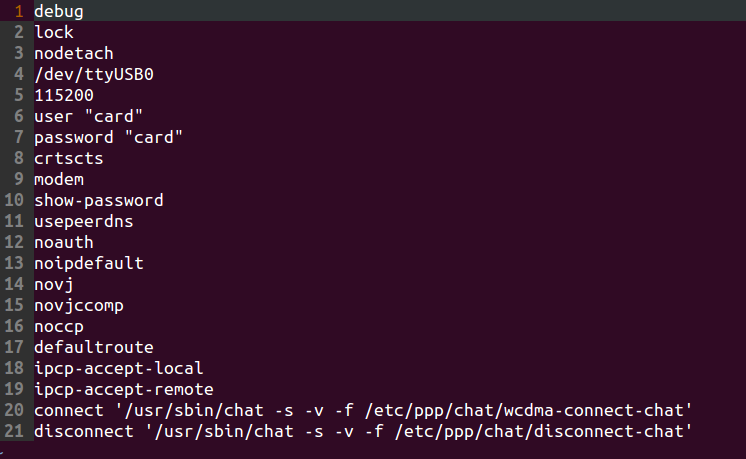 1 debug
2 lock
3 nodetach
4 /dev/ttyUSB0
5 115200
6 user "card"
7 password "card"
8 crtscts
9 modem
10 show-password
11 usepeerdns
12 noauth
13 noipdefault
14 novj
15 novjccomp
16 noccp
17 defaultroute
18 ipcp-accept-local
19 ipcp-accept-remote
20 connect '/usr/sbin/chat -s -v -f /etc/ppp/chat/wcdma-connect-chat'
21 disconnect '/usr/sbin/chat -s -v -f /etc/ppp/chat/disconnect-chat'